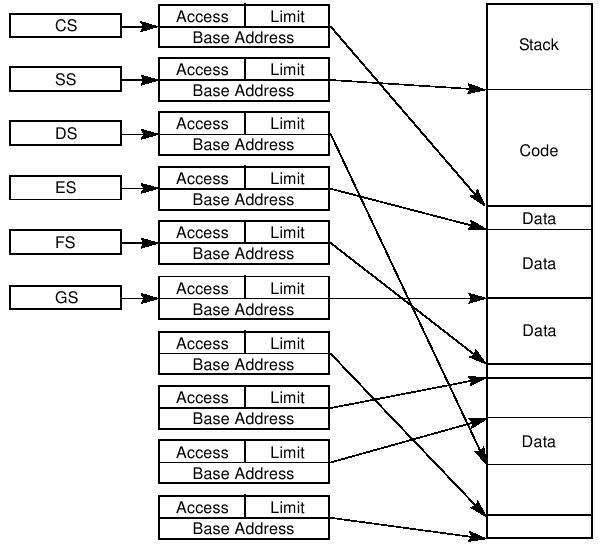 CS
Access Limit
Base Address
SS
Access Limit
Base Address
DS
Access Limit
Base Address
ES
Access Limit
Base Address
FS
Access Limit
Base Address
GS
Access Limit
Base Address
Access Limit
Base Address
Access Limit
Base Address
Access Limit
Base Address
Access Limit
Base Address
Stack
Code
Data
Data
Data
Data